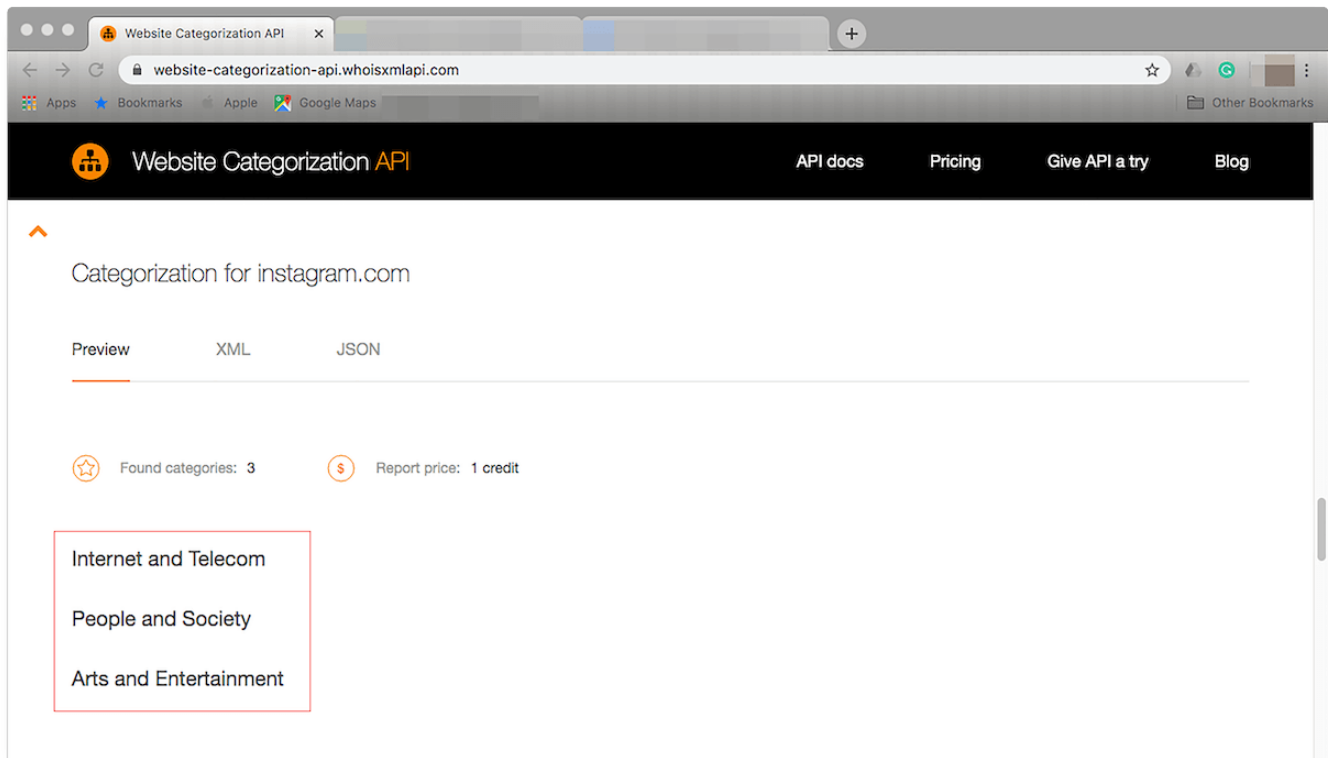 Website Categorization API
website-categorization-api.whoisxmlapi.com
Apps Bookmarks Apple Google Maps Other Bookmarks
Website Categorization API API docs Pricing Give API a try Blog
Categorization for instagram.com
Preview XML JSON
Found categories: 3 Report price: 1 credit
Internet and Telecom
People and Society
Arts and Entertainment